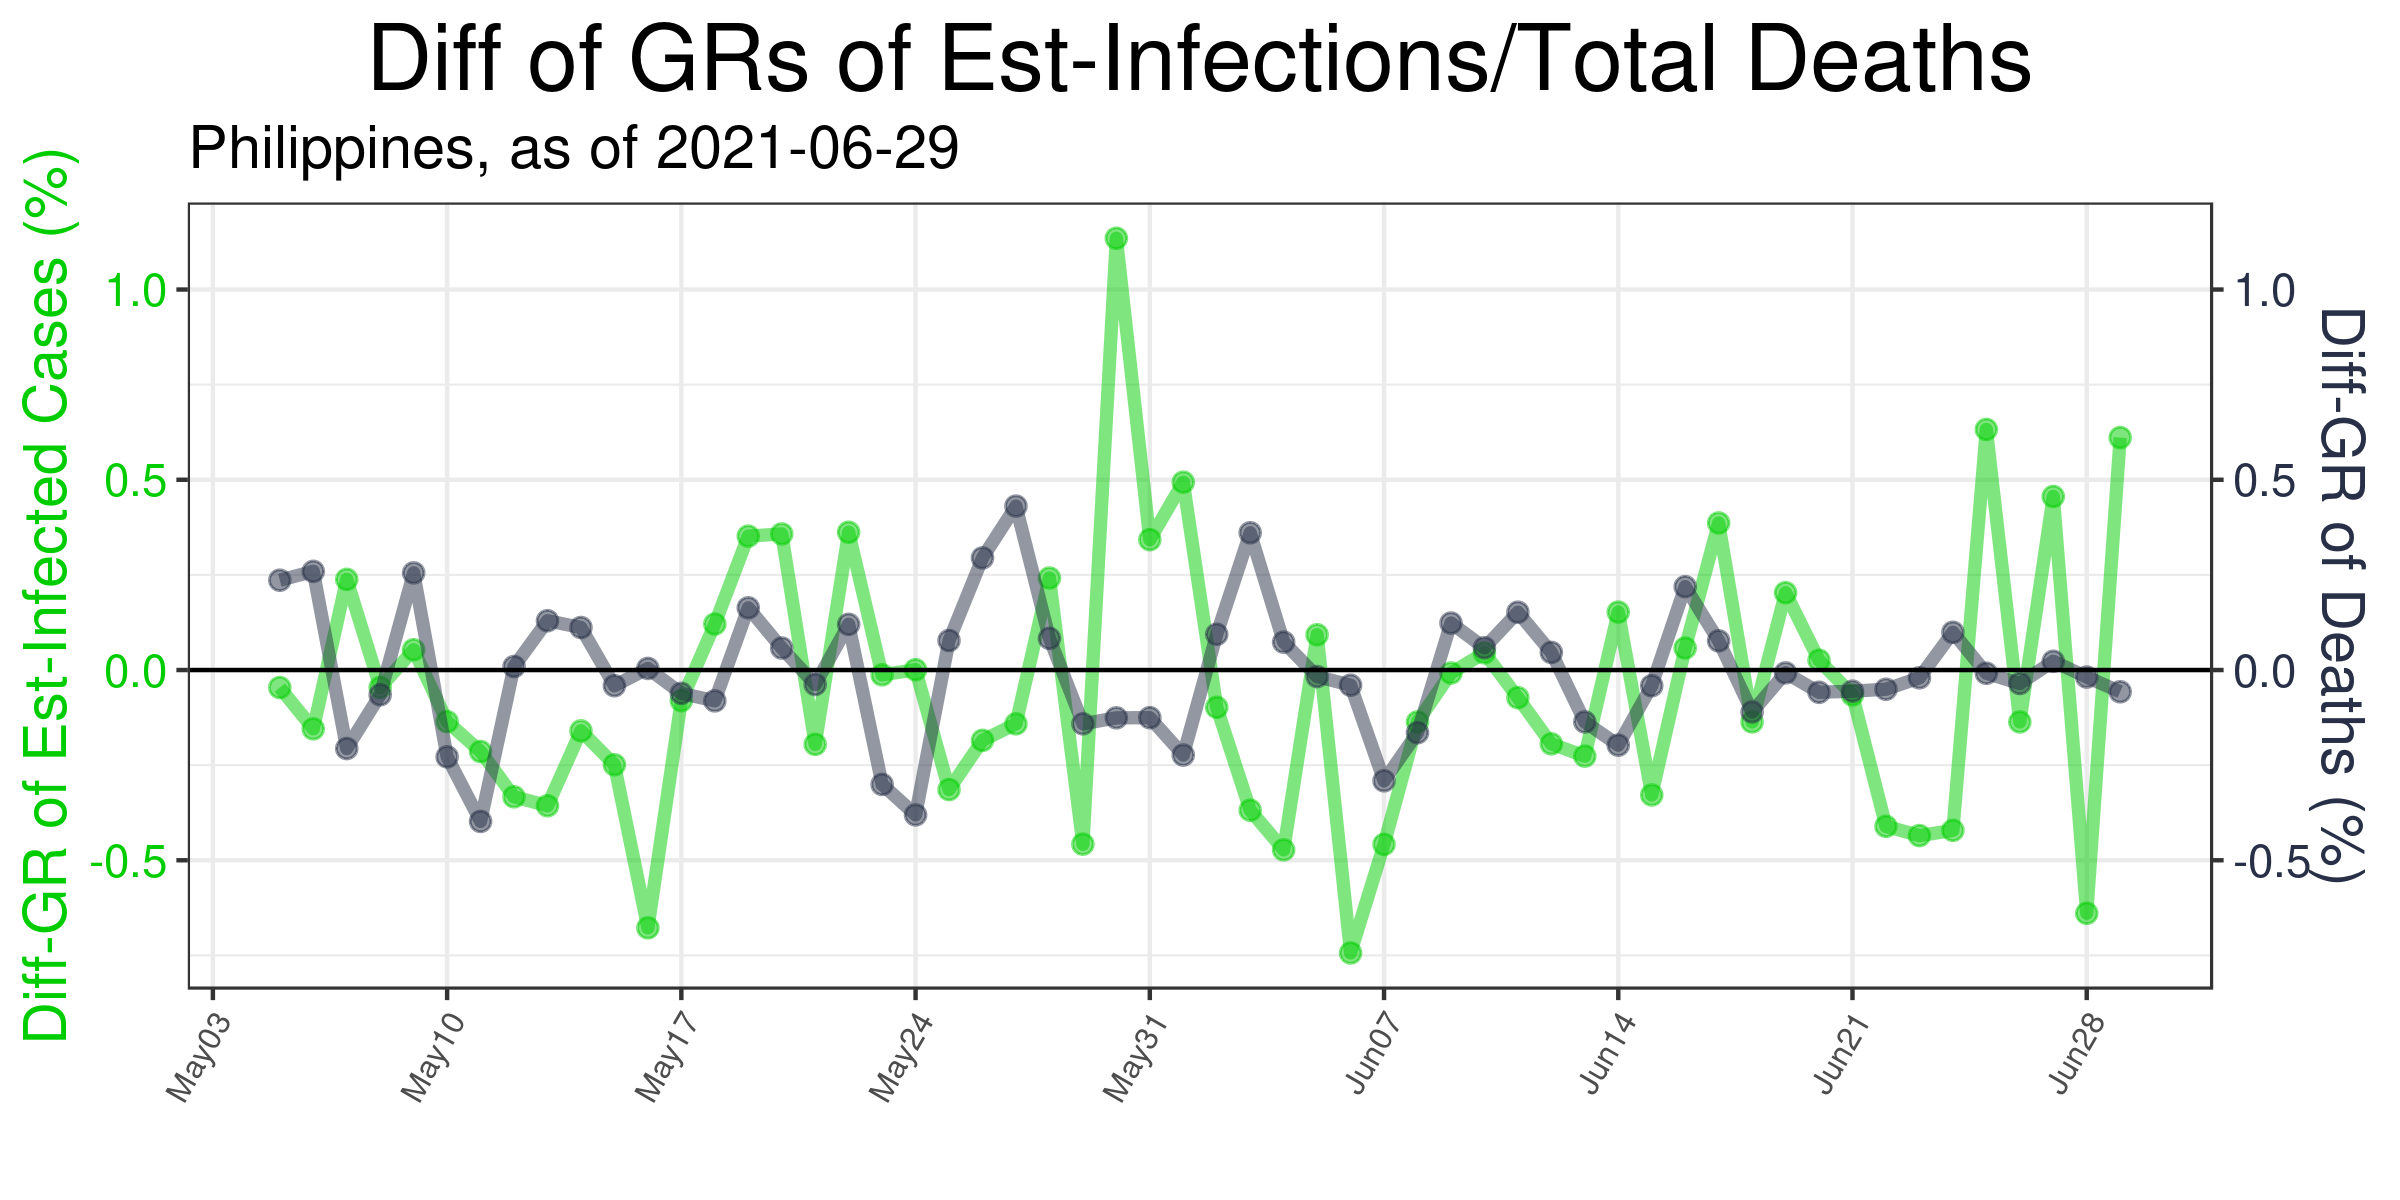 Diff of GRs of Est-Infections/Total Deaths
Philippines, as of 2021-06-29
Diff-GR of Est-Infected Cases (%)
1.0
0.5
0.0
-0.5
1.0
0.5
0.0
-0.5
Diff-GR of Deaths (%)
May03
May10
May17
May24
May31
Jun07
Jun14
Jun21
Jun28